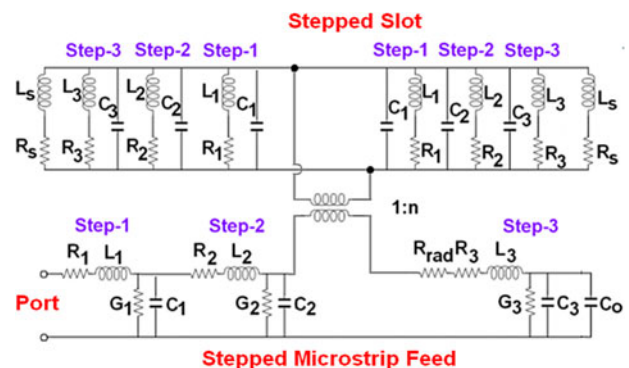 Stepped Slot
Step-3 Step-2 Step-1 Step-1 Step-2 Step-3
Ls L3 C3 L2 C2 L1 C1 C1 L1 C2 L2 C3 L3 Ls
Rs R3 R2 R1 R1 R2 R3 Rs
1:n
Step-1 Step-2 Step-3
R1 L1 R2 L2 Rrad R3 L3
Port
G1 C1 G2 C2 G3 C3 Co
Stepped Microstrip Feed